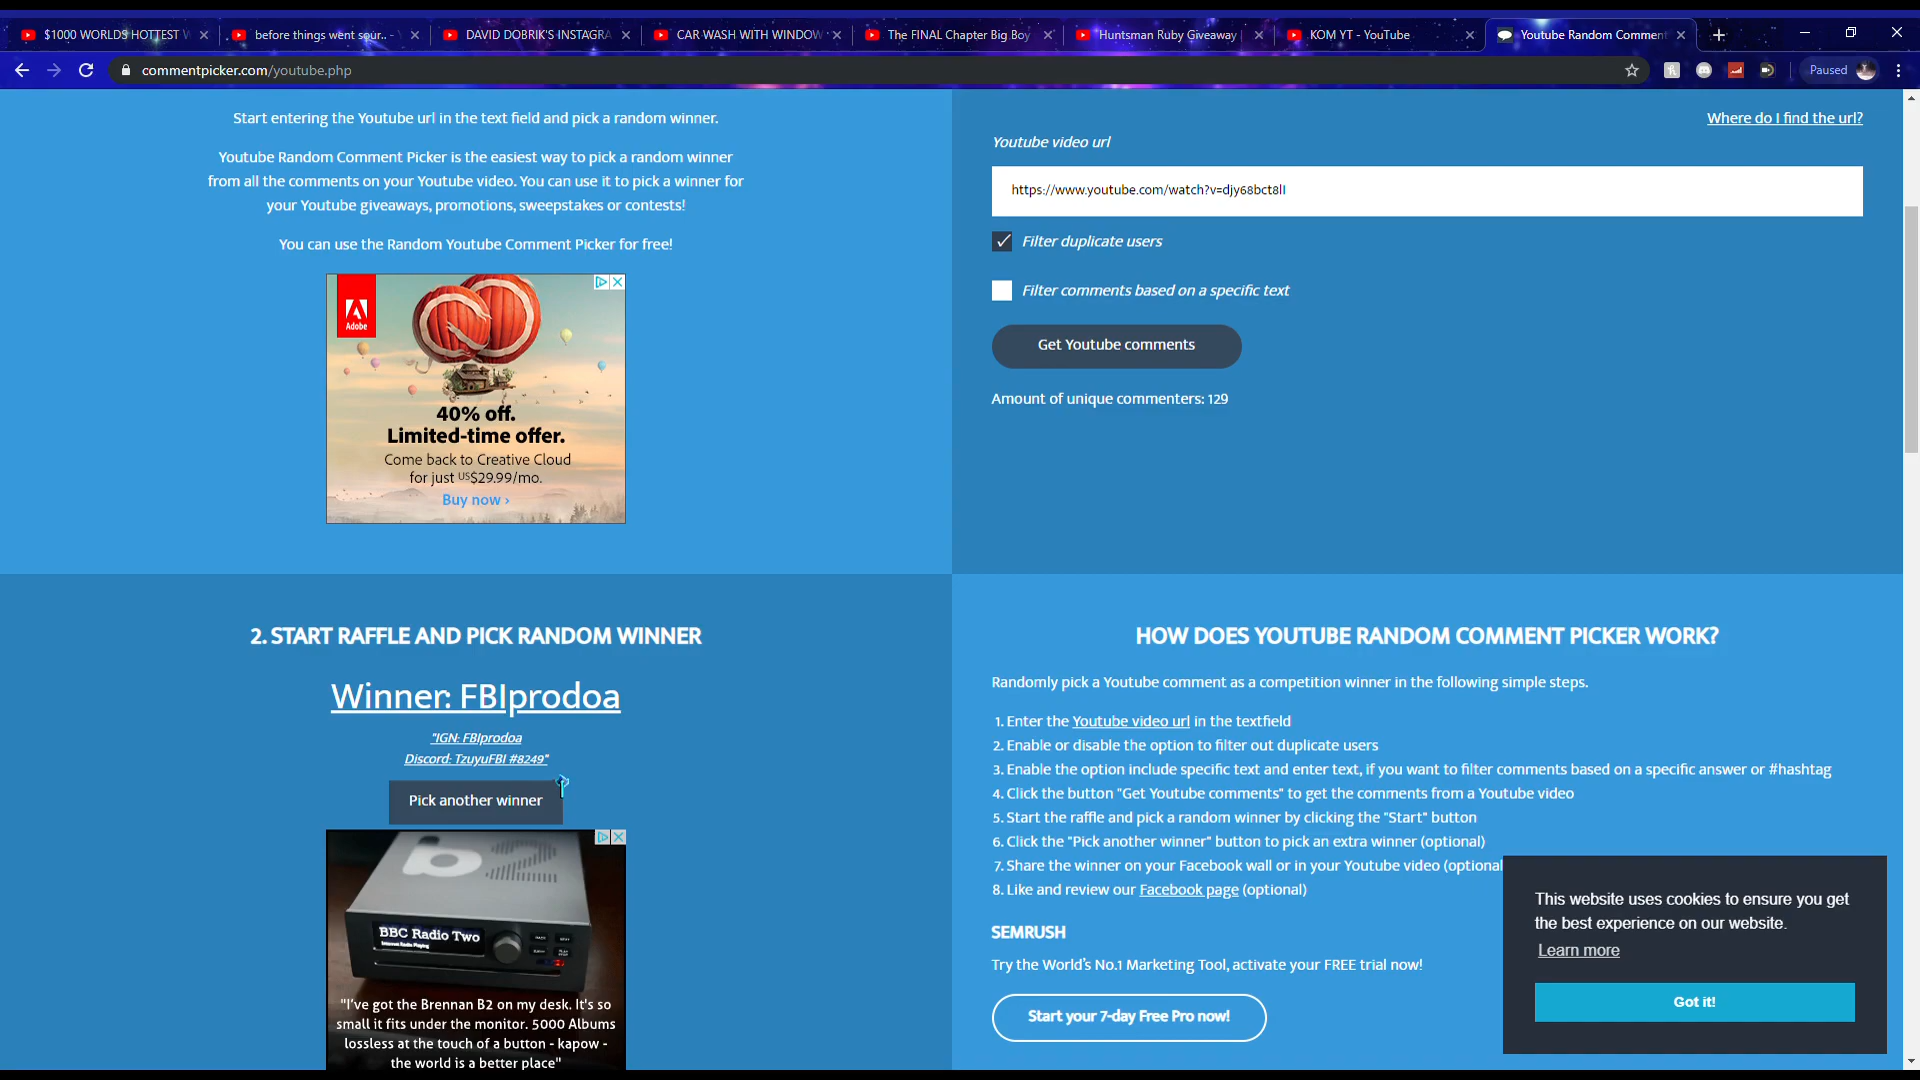 $1000 WORLDS HOTTEST W
before things went sour.. - Y
DAVID DOBRIK'S INSTAGRA
CAR WASH WITH WINDOW
The FINAL Chapter Big Boy
Huntsman Ruby Giveaway |
KOM YT - YouTube
Youtube Random Comment
commentpicker.com/youtube.php
Paused
Start entering the Youtube url in the text field and pick a random winner.
Youtube Random Comment Picker is the easiest way to pick a random winner
from all the comments on your Youtube video. You can use it to pick a winner for
your Youtube giveaways, promotions, sweepstakes or contests!
You can use the Random Youtube Comment Picker for free!
Adobe
40% off.
Limited-time offer.
Come back to Creative Cloud
for just US$29.99/mo.
Buy now ›
Where do I find the url?
Youtube video url
https://www.youtube.com/watch?v=djy68bct8lI
Filter duplicate users
Filter comments based on a specific text
Get Youtube comments
Amount of unique commenters: 129
2. START RAFFLE AND PICK RANDOM WINNER
Winner: FBIprodoa
"IGN: FBIprodoa
Discord: TzuyuFBI #8249"
Pick another winner
b2
BBC Radio Two
"I've got the Brennan B2 on my desk. It's so
small it fits under the monitor. 5000 Albums
lossless at the touch of a button - kapow -
the world is a better place"
HOW DOES YOUTUBE RANDOM COMMENT PICKER WORK?
Randomly pick a Youtube comment as a competition winner in the following simple steps.
1. Enter the Youtube video url in the textfield
2. Enable or disable the option to filter out duplicate users
3. Enable the option include specific text and enter text, if you want to filter comments based on a specific answer or #hashtag
4. Click the button "Get Youtube comments" to get the comments from a Youtube video
5. Start the raffle and pick a random winner by clicking the "Start" button
6. Click the "Pick another winner" button to pick an extra winner (optional)
7. Share the winner on your Facebook wall or in your Youtube video (optional
8. Like and review our Facebook page (optional)
SEMRUSH
Try the World's No.1 Marketing Tool, activate your FREE trial now!
Start your 7-day Free Pro now!
This website uses cookies to ensure you get
the best experience on our website.
Learn more
Got it!